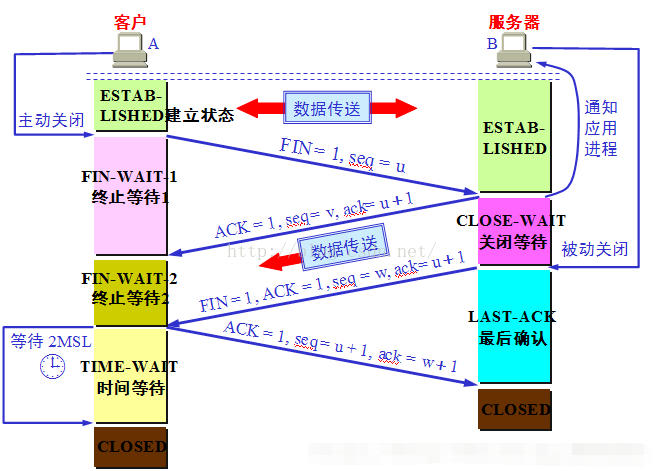 客户
服务器
A
B
ESTAB-
LISHED建立状态
数据传送
通知
应用
进程
主动关闭
ESTAB-
LISHED
FIN = 1, seq = u
FIN-WAIT-1
终止等待1
ACK = 1, seq= v, ack= u + 1
CLOSE-WAIT
关闭等待
数据传送
被动关闭
FIN-WAIT-2
终止等待2
FIN = 1, ACK = 1, seq = w, ack= u + 1
LAST-ACK
最后确认
等待 2MSL
ACK = 1, seq = u + 1, ack = w + 1
TIME-WAIT
时间等待
CLOSED
CLOSED